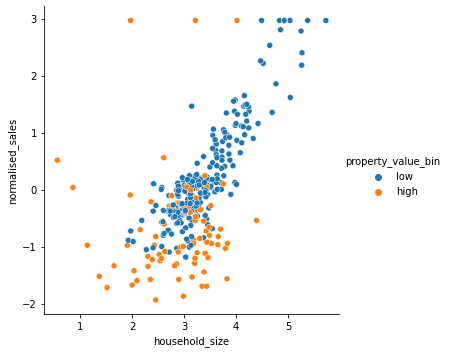 3
2
1
0
−1
−2
normalised_sales
1
2
3
4
5
household_size
property_value_bin
low
high